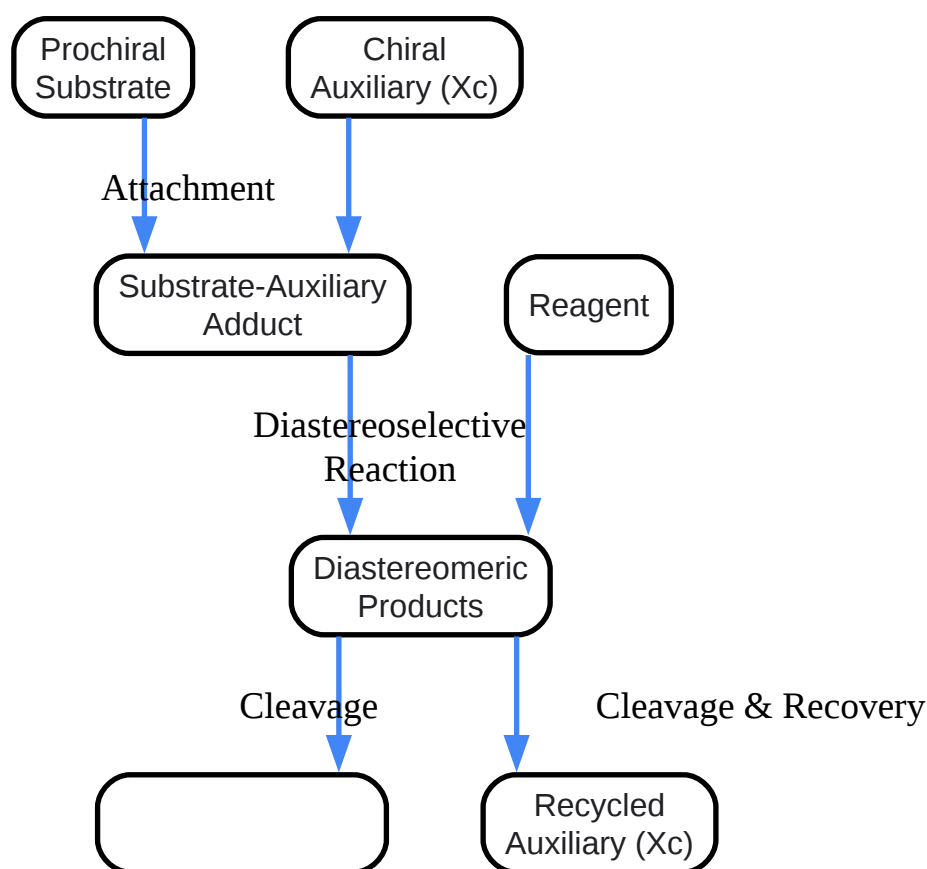 Prochiral
Substrate
Chiral
Auxiliary (Xc)
Attachment
Substrate-Auxiliary
Adduct
Reagent
Diastereoselective
Reaction
Diastereomeric
Products
Cleavage
Cleavage & Recovery
Recycled
Auxiliary (Xc)